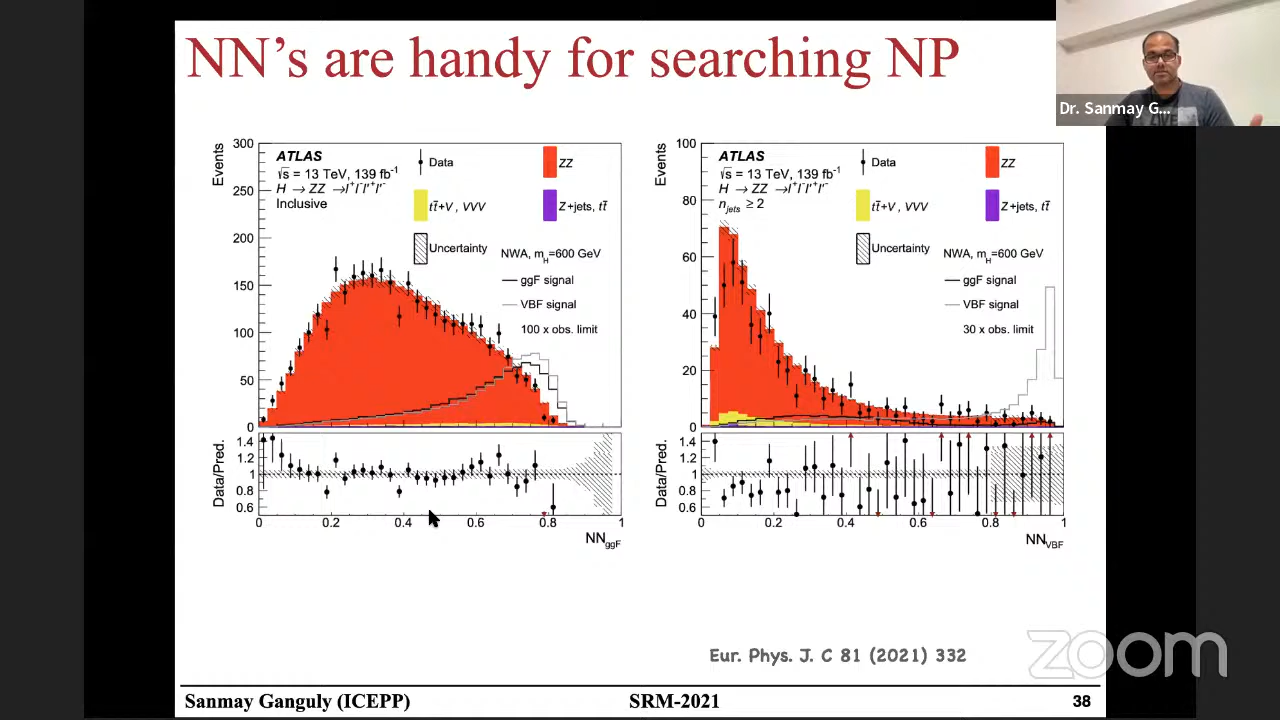 NN's are handy for searching NP
Dr. Sanmay G...
300
250
200
150
100
50
0
Events
ATLAS
√s = 13 TeV, 139 fb-1
H → ZZ → l+l-l'+l'-
Inclusive
Data
ZZ
tt̄+V , VVV
Z+jets, tt̄
Uncertainty
NWA, mH=600 GeV
ggF signal
VBF signal
100 x obs. limit
Data/Pred.
1.4
1.2
1
0.8
0.6
0 0.2 0.4 0.6 0.8 1
NNggF
100
80
60
40
20
0
Events
ATLAS
√s = 13 TeV, 139 fb-1
H → ZZ → l+l-l'+l'-
njets ≥ 2
Data
ZZ
tt̄+V , VVV
Z+jets, tt̄
Uncertainty
NWA, mH=600 GeV
ggF signal
VBF signal
30 x obs. limit
Data/Pred.
1.4
1.2
1
0.8
0.6
0 0.2 0.4 0.6 0.8 1
NNVBF
Eur. Phys. J. C 81 (2021) 332
zoom
Sanmay Ganguly (ICEPP) SRM-2021 38